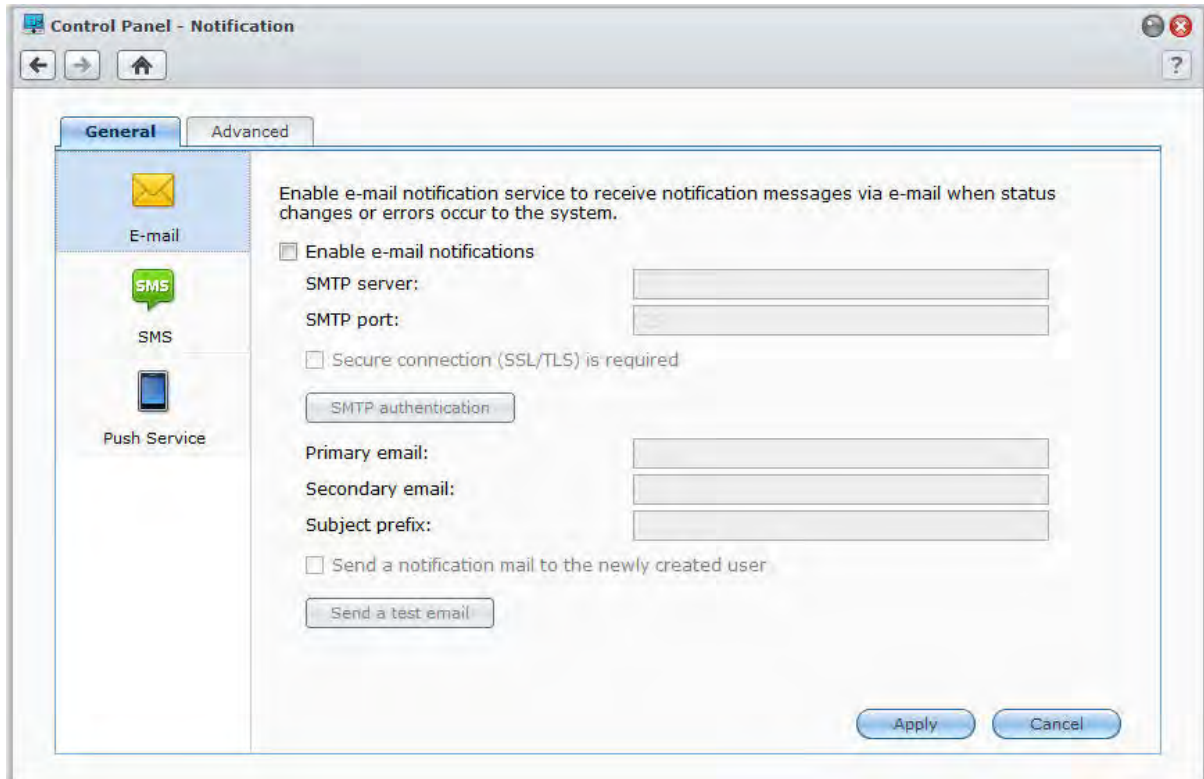 Control Panel - Notification
?
General
Advanced
E-mail
SMS
SMS
Push Service
Enable e-mail notification service to receive notification messages via e-mail when status
changes or errors occur to the system.
Enable e-mail notifications
SMTP server:
SMTP port:
Secure connection (SSL/TLS) is required
SMTP authentication
Primary email:
Secondary email:
Subject prefix:
Send a notification mail to the newly created user
Send a test email
Apply
Cancel